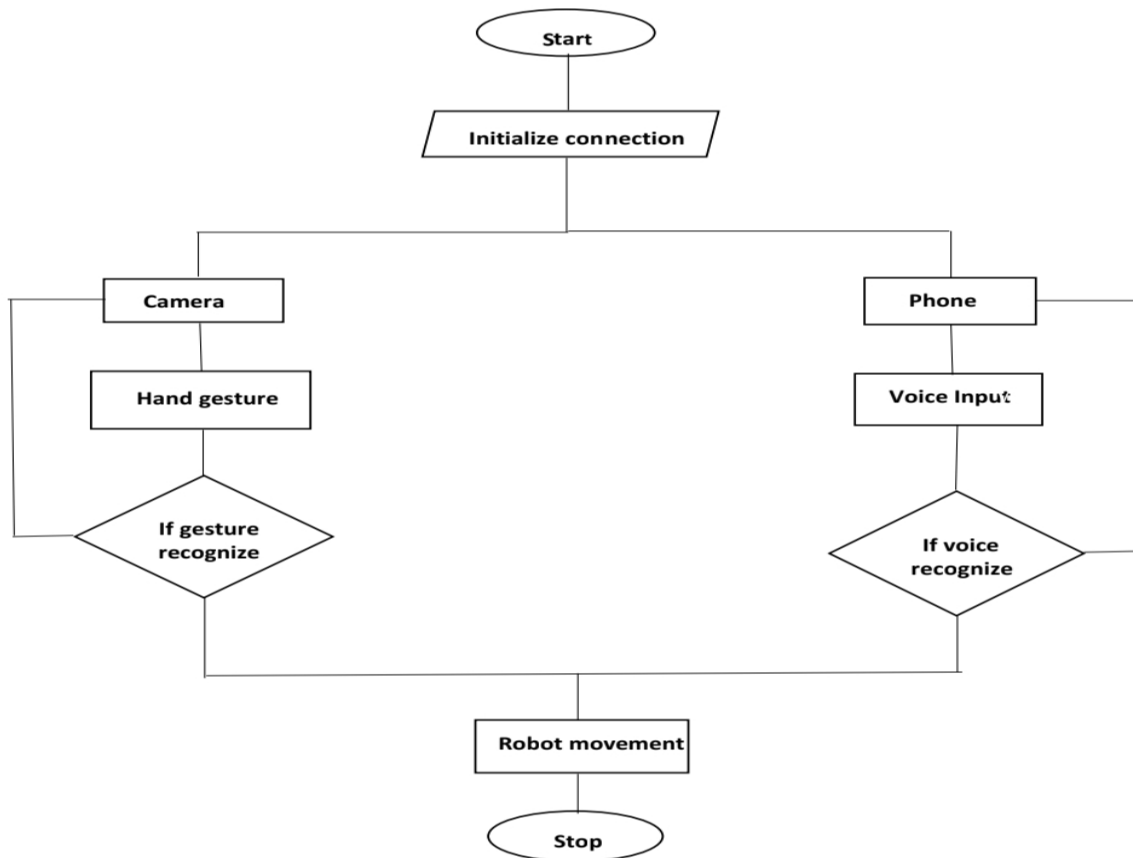 Start
Initialize connection
Camera
Phone
Hand gesture
Voice Input
If gesture
recognize
If voice
recognize
Robot movement
Stop